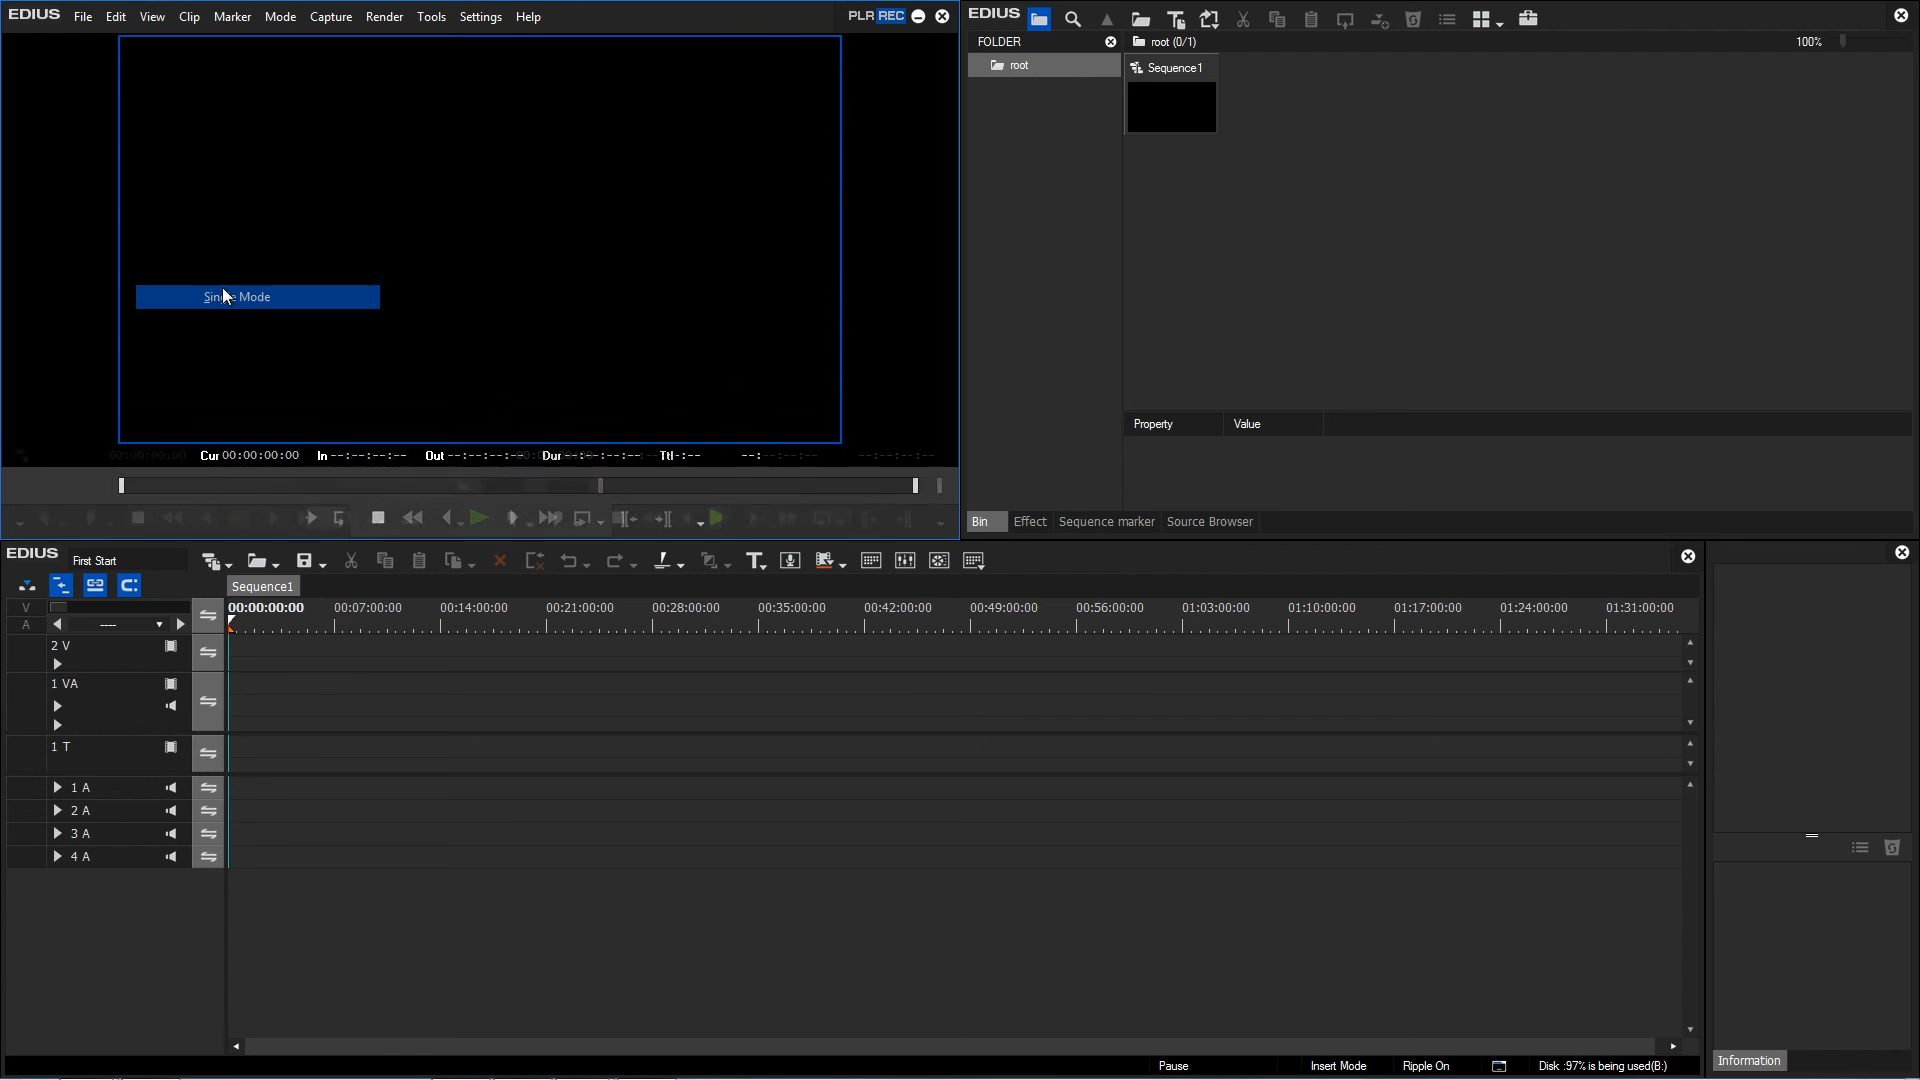 EDIUS File Edit View Clip Marker Mode Capture Render Tools Settings Help PLR REC
Single Mode
Cur 00:00:00:00 In --:--:--:-- Out --:--:--:-- Dur --:--:--:-- Ttl --:--
EDIUS
FOLDER
root (0/1)
100%
root
Sequence1
Property Value
Bin Effect Sequence marker Source Browser
EDIUS First Start
Sequence1
V
A
----
00:00:00:00 00:07:00:00 00:14:00:00 00:21:00:00 00:28:00:00 00:35:00:00 00:42:00:00 00:49:00:00 00:56:00:00 01:03:00:00 01:10:00:00 01:17:00:00 01:24:00:00 01:31:00:00
2 V
1 VA
1 T
1 A
2 A
3 A
4 A
Information
Pause Insert Mode Ripple On Disk :97% is being used(B:)